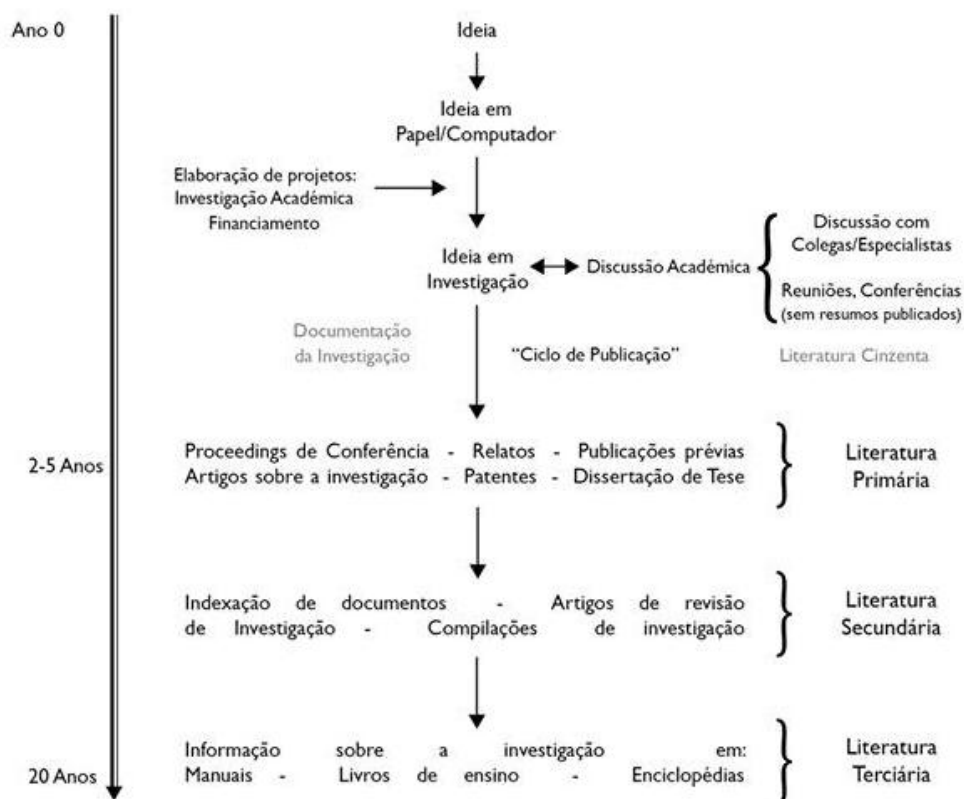 Ano 0
Ideia
Ideia em
Papel/Computador
Elaboração de projetos:
Investigação Académica
Financiamento
Ideia em
Investigação
Discussão Académica
Discussão com
Colegas/Especialistas
Reuniões, Conferências
(sem resumos publicados)
Documentação
da Investigação
“Ciclo de Publicação”
Literatura Cinzenta
2-5 Anos
Proceedings de Conferência - Relatos - Publicações prévias
Artigos sobre a investigação - Patentes - Dissertação de Tese
Literatura
Primária
Indexação de documentos - Artigos de revisão
de Investigação - Compilações de investigação
Literatura
Secundária
20 Anos
Informação sobre a investigação em:
Manuais - Livros de ensino - Enciclopédias
Literatura
Terciária